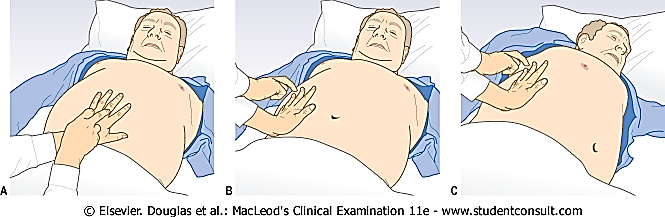 A B C
© Elsevier. Douglas et al.: MacLeod's Clinical Examination 11e - www.studentconsult.com